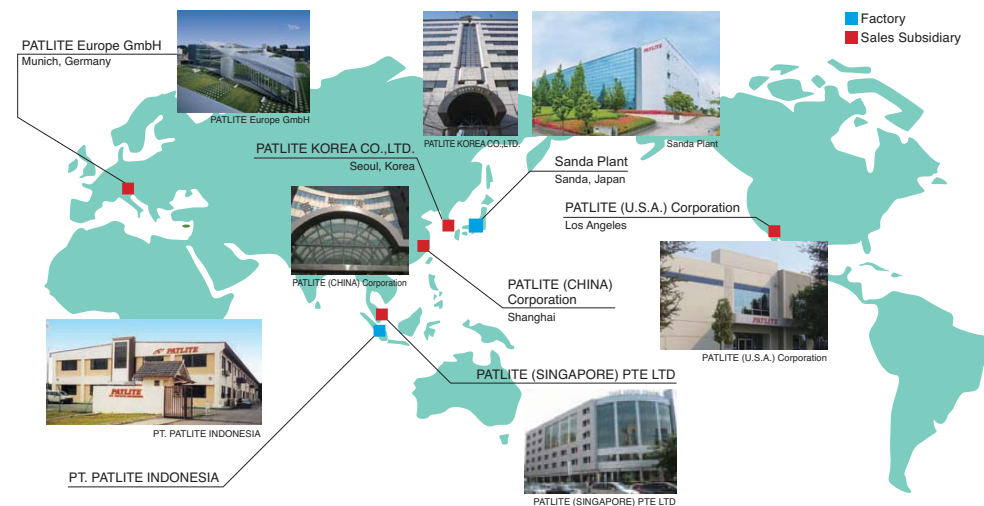 Factory
Sales Subsidiary
PATLITE Europe GmbH
Munich, Germany
PATLITE Europe GmbH
PATLITE KOREA CO.,LTD.
Seoul, Korea
PATLITE KOREA CO.,LTD.
PATLITE
Sanda Plant
Sanda Plant
Sanda, Japan
PATLITE (U.S.A.) Corporation
Los Angeles
PATLITE (CHINA) Corporation
PATLITE (CHINA)
Corporation
Shanghai
PATLITE
PATLITE (U.S.A.) Corporation
PATLITE
PATLITE
PT. PATLITE INDONESIA
PATLITE (SINGAPORE) PTE LTD
PT. PATLITE INDONESIA
PATLITE (SINGAPORE) PTE LTD